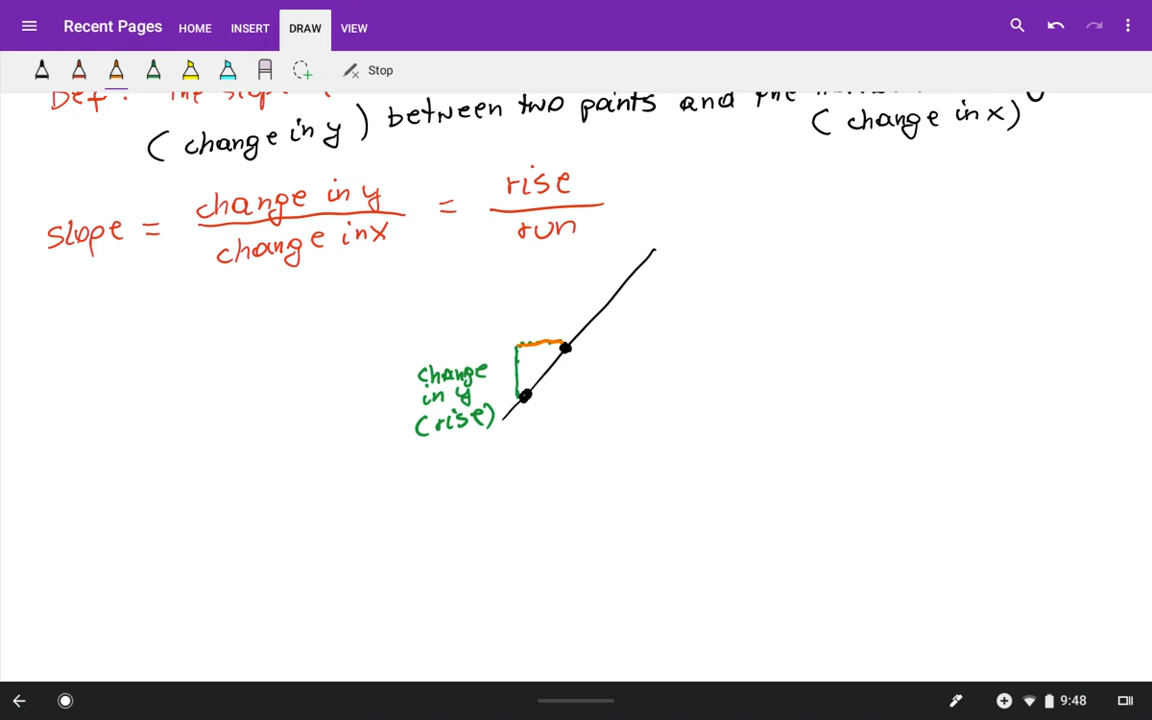 Recent Pages HOME INSERT DRAW VIEW
Stop
Def: The
(change in y) between two points and the
(change in x)
slope = change in y / change in x = rise / run
change
in y
(rise)
9:48